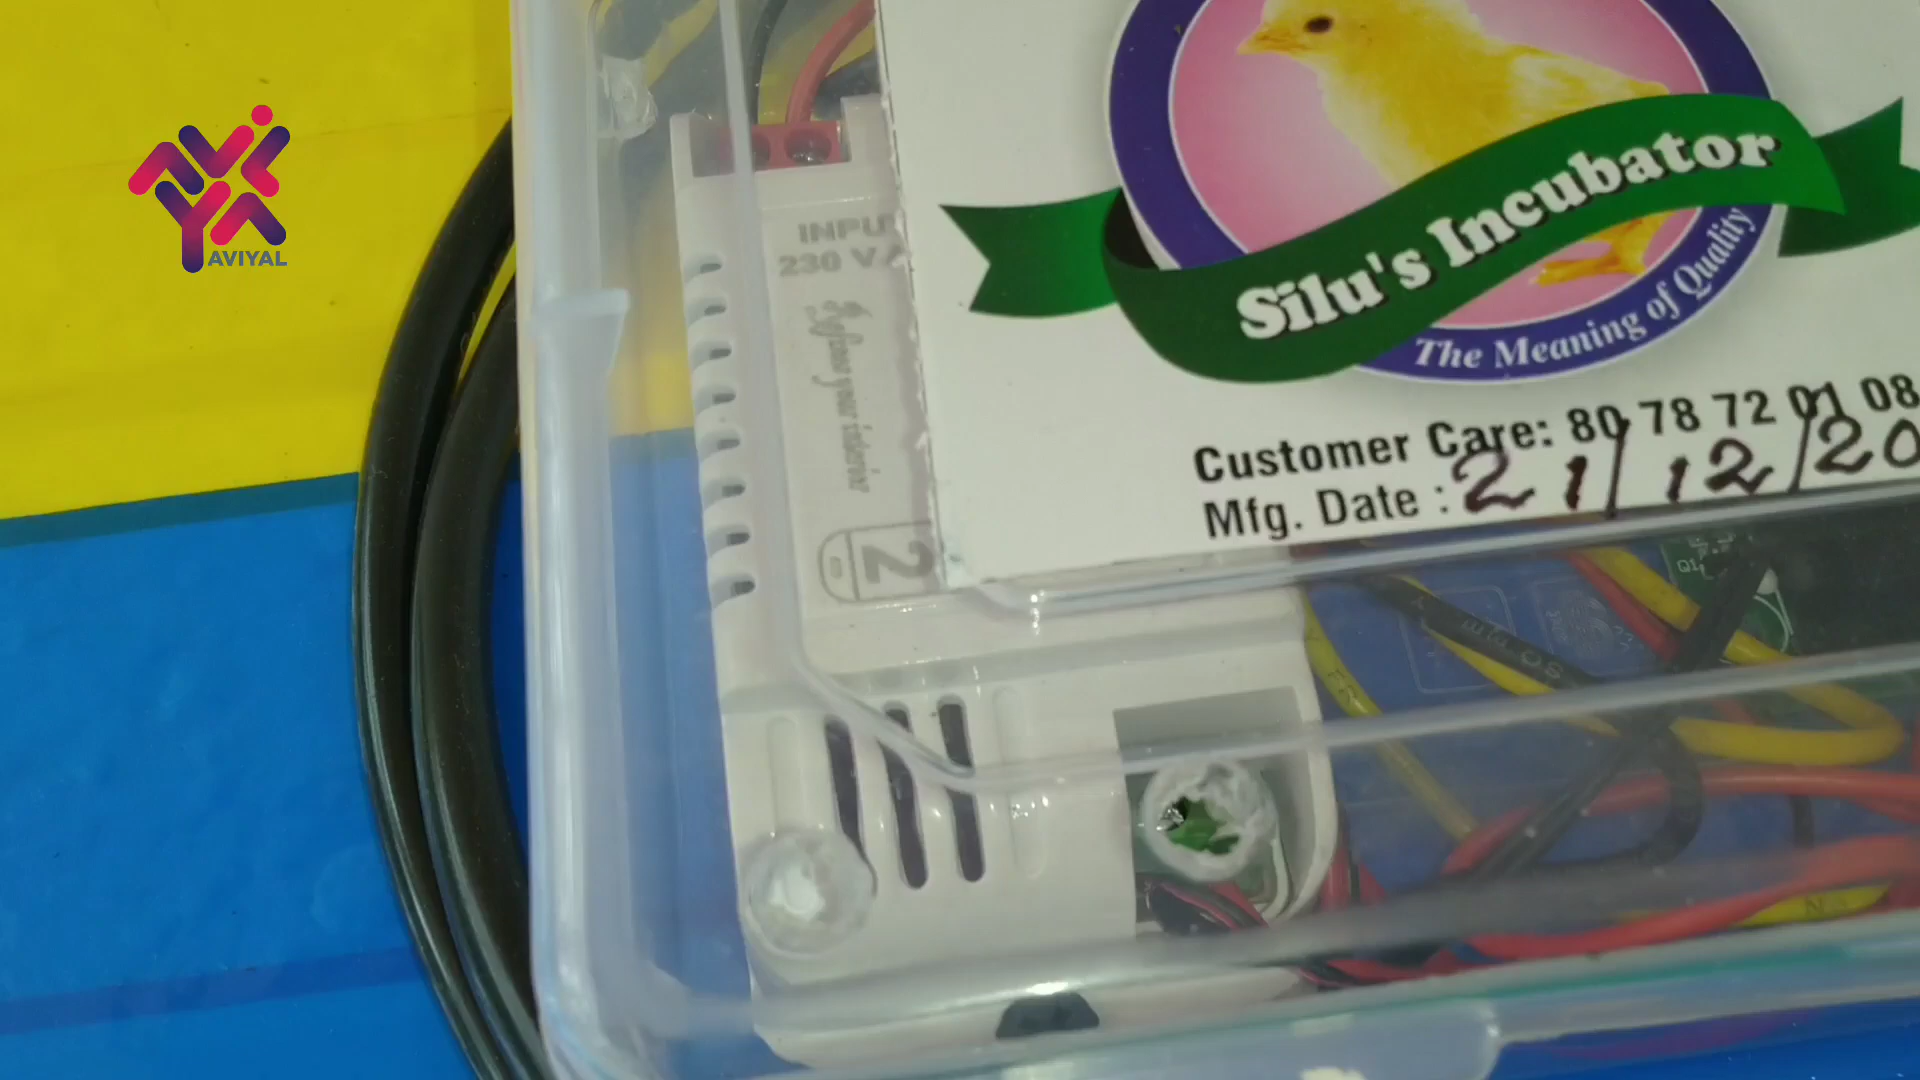 AVIYAL
INPU
230 V
Silu's Incubator
The Meaning of Quality
Customer Care: 80 78 72 01 08
Mfg. Date : 21/12/20
2
Q1